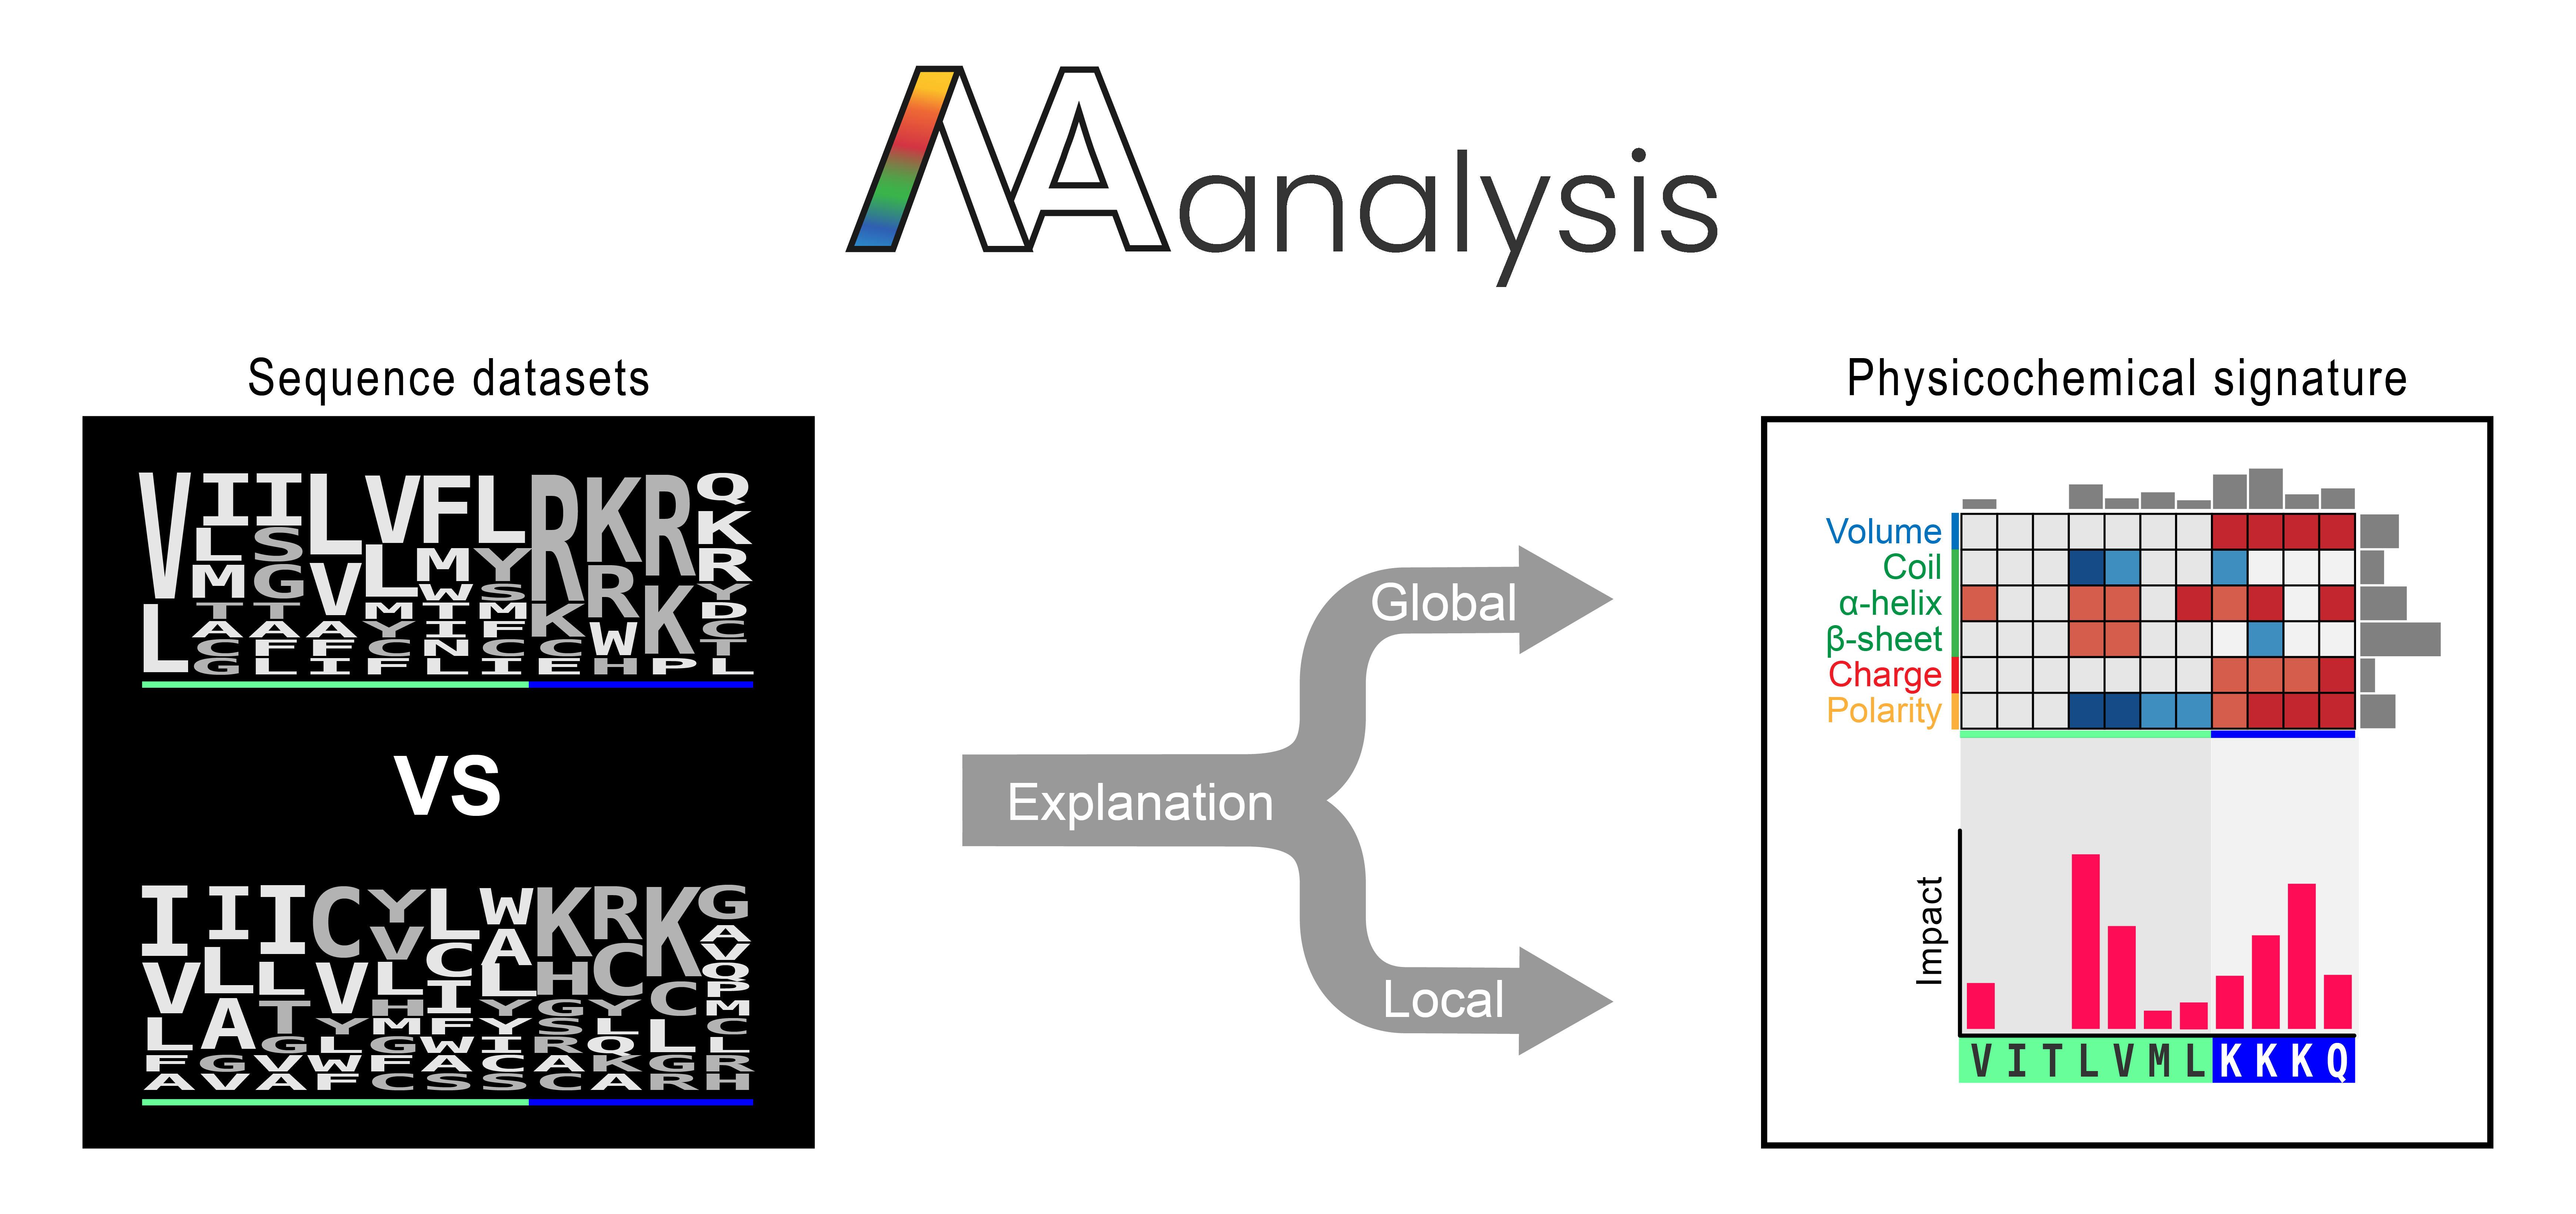 AAanalysis
Sequence datasets
Physicochemical signature
V I I L V F L R K R Q
L S L M Y R K
M G V W S K R Y
L T T M T M K W K D
A A A Y I F C
C F F C N C C T
G L I F L I E H P L
VS
I I I C Y L W K R K G
V C A A V
V L L V L I L H C Q P
L A T H Y G Y C M
Y M F Y S L C
G L G W I R Q L L
F G V W F A C A K G R
A V A F C S S C A R H
Explanation
Global
Local
Volume
Coil
α-helix
β-sheet
Charge
Polarity
Impact
V I T L V M L K K K Q